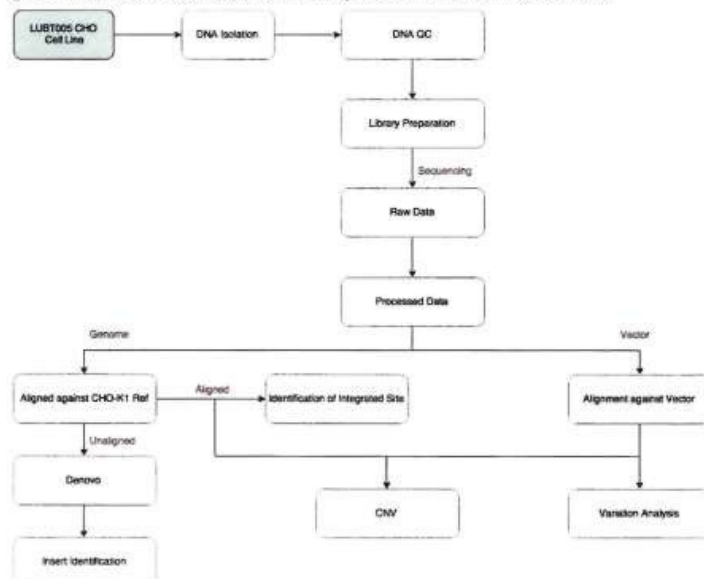 LUBT005 CHO
Cell Line
DNA Isolation
DNA QC
Library Preparation
Sequencing
Raw Data
Processed Data
Genome
Vector
Aligned against CHO-K1 Ref
Aligned
Identification of Integrated Site
Alignment against Vector
Unaligned
Denovo
CNV
Variation Analysis
Insert Identification